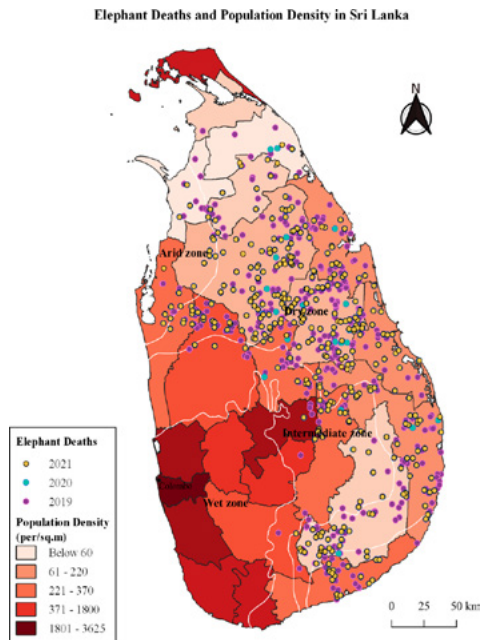 Elephant Deaths and Population Density in Sri Lanka
N
Arid zone
Dry zone
Intermediate zone
Wet zone
Elephant Deaths
2021
2020
2019
Population Density
(per/sq.m)
Below 60
61 - 220
221 - 370
371 - 1800
1801 - 3625
0 25 50 km